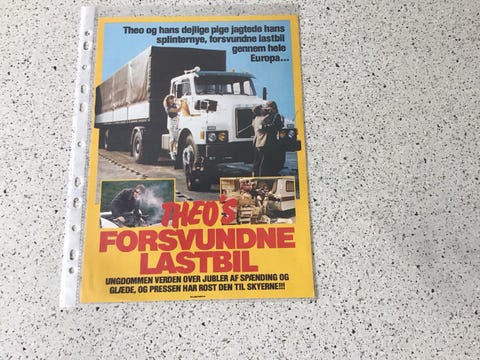 Theo og hans dejlige pige jagtede hans
splinternye, forsvundne lastbil
gennem hele
Europa...
THEO'S
FORSVUNDNE
LASTBIL
UNGDOMMEN VERDEN OVER JUBLER AF SPÆNDING OG
GLÆDE, OG PRESSEN HAR ROST DEN TIL SKYERNE!!!